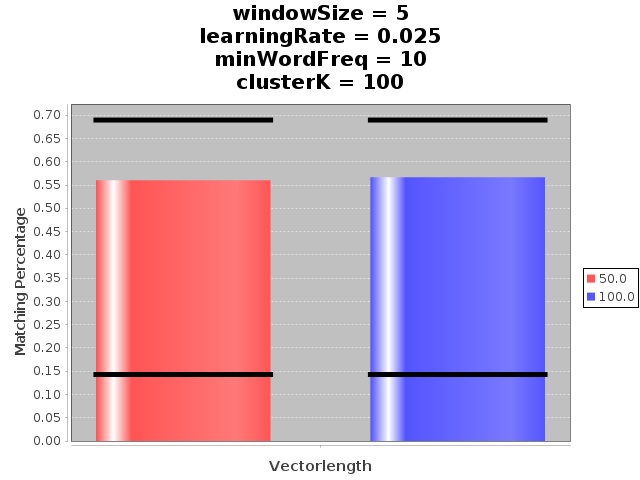 windowSize = 5
learningRate = 0.025
minWordFreq = 10
clusterK = 100
0.70
0.65
0.60
0.55
0.50
0.45
0.40
0.35
0.30
0.25
0.20
0.15
0.10
0.05
0.00
Matching Percentage
Vectorlength
50.0
100.0